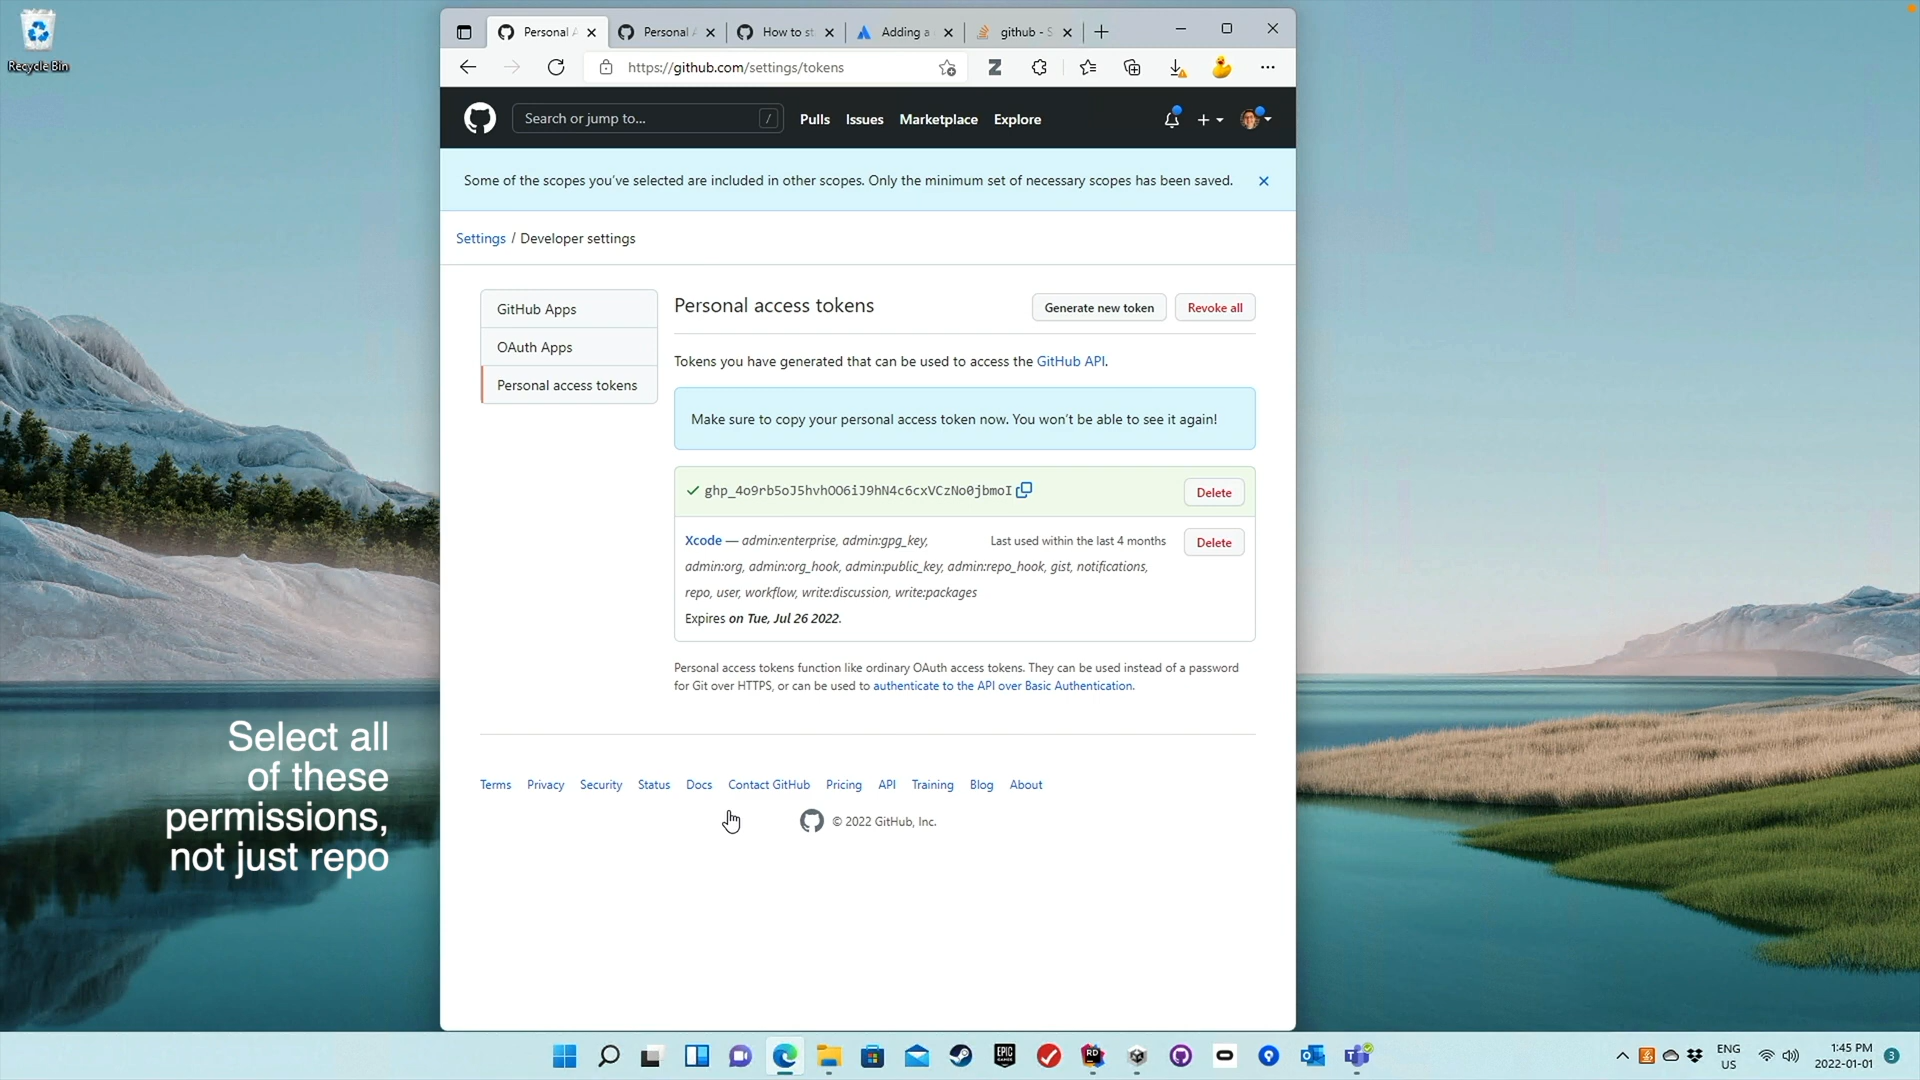 Recycle Bin
Personal A
Personal A
How to st
Adding a
github - S
https://github.com/settings/tokens
Search or jump to...
/
Pulls
Issues
Marketplace
Explore
Some of the scopes you've selected are included in other scopes. Only the minimum set of necessary scopes has been saved.
Settings / Developer settings
GitHub Apps
OAuth Apps
Personal access tokens
Personal access tokens
Generate new token
Revoke all
Tokens you have generated that can be used to access the GitHub API.
Make sure to copy your personal access token now. You won't be able to see it again!
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
Delete
Xcode — admin:enterprise, admin:gpg_key,
Last used within the last 4 months
Delete
admin:org, admin:org_hook, admin:public_key, admin:repo_hook, gist, notifications,
repo, user, workflow, write:discussion, write:packages
Expires on Tue, Jul 26 2022.
Personal access tokens function like ordinary OAuth access tokens. They can be used instead of a password
for Git over HTTPS, or can be used to authenticate to the API over Basic Authentication.
Terms
Privacy
Security
Status
Docs
Contact GitHub
Pricing
API
Training
Blog
About
© 2022 GitHub, Inc.
Select all
of these
permissions,
not just repo
EPIC
GAMES
RD
ENG
US
1:45 PM
2022-01-01
3